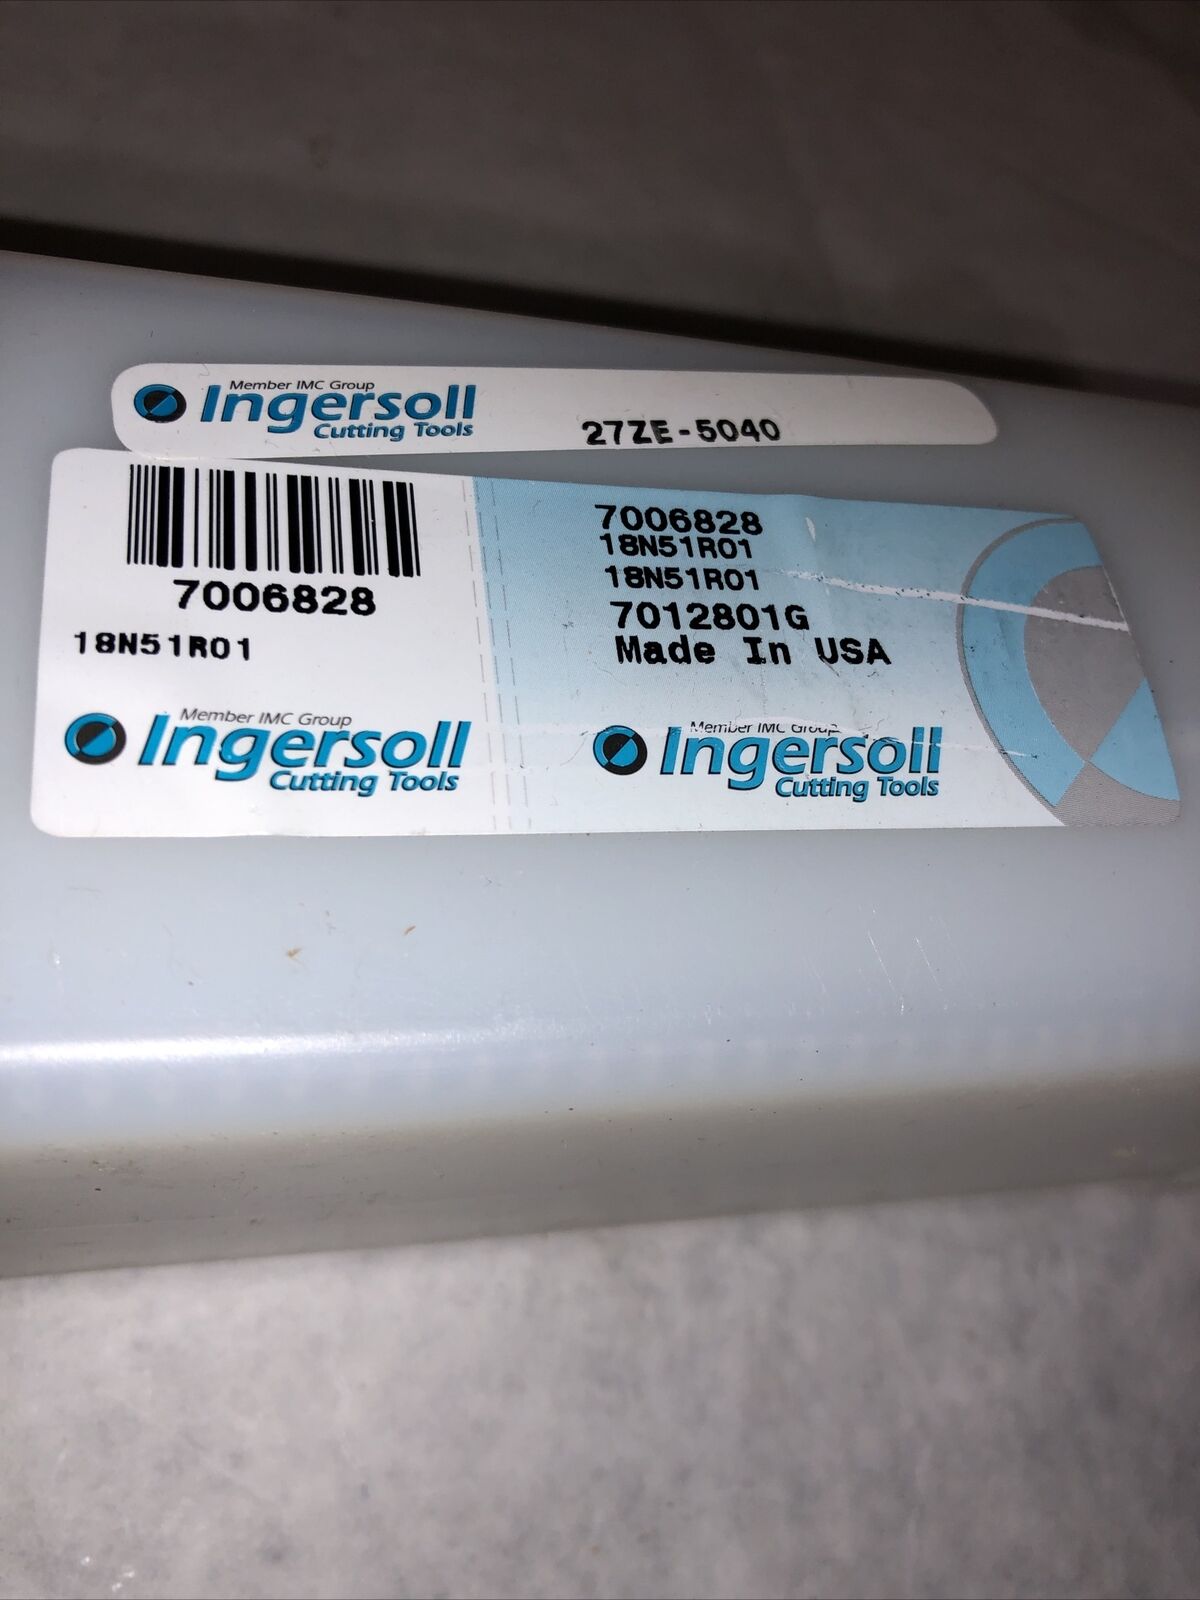 Member IMC Group
Ingersoll
Cutting Tools
27ZE-5040
7006828
18N51R01
Member IMC Group
Ingersoll
Cutting Tools
7006828
18N51R01
18N51R01
7012801G
Made In USA
Member IMC Group
Ingersoll
Cutting Tools